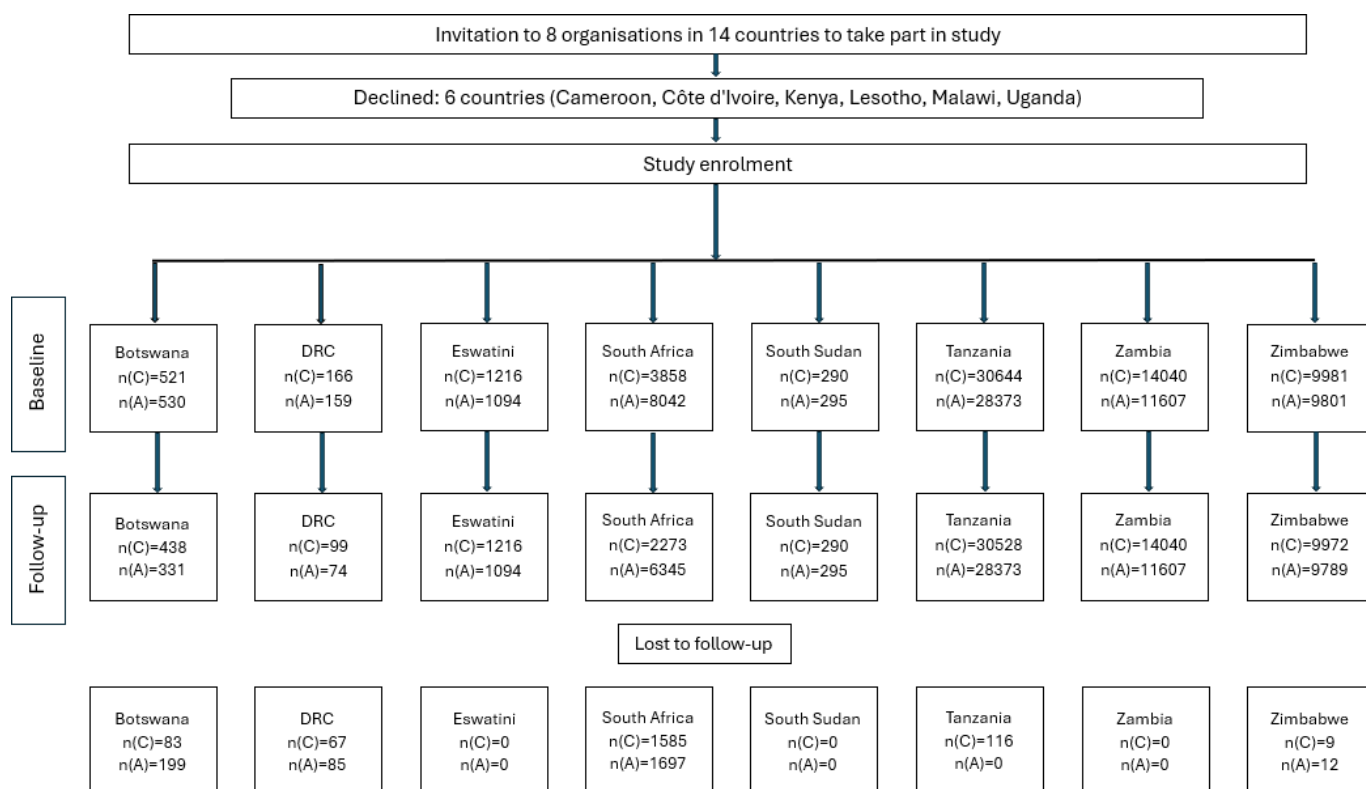 Invitation to 8 organisations in 14 countries to take part in study
Declined: 6 countries (Cameroon, Côte d'Ivoire, Kenya, Lesotho, Malawi, Uganda)
Study enrolment
Baseline
Botswana
n(C)=521
n(A)=530
DRC
n(C)=166
n(A)=159
Eswatini
n(C)=1216
n(A)=1094
South Africa
n(C)=3858
n(A)=8042
South Sudan
n(C)=290
n(A)=295
Tanzania
n(C)=30644
n(A)=28373
Zambia
n(C)=14040
n(A)=11607
Zimbabwe
n(C)=9981
n(A)=9801
Follow-up
Botswana
n(C)=438
n(A)=331
DRC
n(C)=99
n(A)=74
Eswatini
n(C)=1216
n(A)=1094
South Africa
n(C)=2273
n(A)=6345
South Sudan
n(C)=290
n(A)=295
Tanzania
n(C)=30528
n(A)=28373
Zambia
n(C)=14040
n(A)=11607
Zimbabwe
n(C)=9972
n(A)=9789
Lost to follow-up
Botswana
n(C)=83
n(A)=199
DRC
n(C)=67
n(A)=85
Eswatini
n(C)=0
n(A)=0
South Africa
n(C)=1585
n(A)=1697
South Sudan
n(C)=0
n(A)=0
Tanzania
n(C)=116
n(A)=0
Zambia
n(C)=0
n(A)=0
Zimbabwe
n(C)=9
n(A)=12